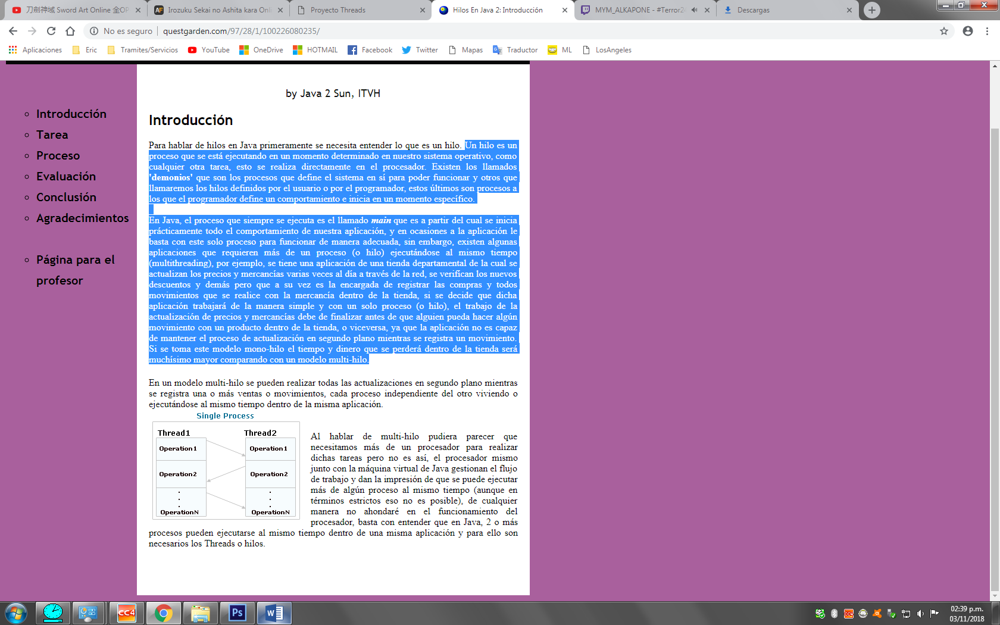 刀劍神域 Sword Art Online 全OP
Irozuku Sekai no Ashita kara Onli
Proyecto Threads
Hilos En Java 2: Introducción
MYM_ALKAPONE - #Terror2
Descargas
No es seguro
questgarden.com/97/28/1/100226080235/
Aplicaciones
Eric
Tramites/Servicios
YouTube
OneDrive
HOTMAIL
Facebook
Twitter
Mapas
Traductor
ML
LosAngeles
Introducción
Tarea
Proceso
Evaluación
Conclusión
Agradecimientos
Página para el
profesor
by Java 2 Sun, ITVH
Introducción
Para hablar de hilos en Java primeramente se necesita entender lo que es un hilo. Un hilo es un
proceso que se está ejecutando en un momento determinado en nuestro sistema operativo, como
cualquier otra tarea, esto se realiza directamente en el procesador. Existen los llamados
'demonios' que son los procesos que define el sistema en sí para poder funcionar y otros que
llamaremos los hilos definidos por el usuario o por el programador, estos últimos son procesos a
los que el programador define un comportamiento e inicia en un momento específico.
En Java, el proceso que siempre se ejecuta es el llamado main que es a partir del cual se inicia
prácticamente todo el comportamiento de nuestra aplicación, y en ocasiones a la aplicación le
basta con este solo proceso para funcionar de manera adecuada, sin embargo, existen algunas
aplicaciones que requieren más de un proceso (o hilo) ejecutándose al mismo tiempo
(multithreading), por ejemplo, se tiene una aplicación de una tienda departamental de la cual se
actualizan los precios y mercancías varias veces al día a través de la red, se verifican los nuevos
descuentos y demás pero que a su vez es la encargada de registrar las compras y todos
movimientos que se realice con la mercancía dentro de la tienda, si se decide que dicha
aplicación trabajará de la manera simple y con un solo proceso (o hilo), el trabajo de la
actualización de precios y mercancías debe de finalizar antes de que alguien pueda hacer algún
movimiento con un producto dentro de la tienda, o viceversa, ya que la aplicación no es capaz
de mantener el proceso de actualización en segundo plano mientras se registra un movimiento.
Si se toma este modelo mono-hilo el tiempo y dinero que se perderá dentro de la tienda será
muchísimo mayor comparando con un modelo multi-hilo.
En un modelo multi-hilo se pueden realizar todas las actualizaciones en segundo plano mientras
se registra una o más ventas o movimientos, cada proceso independiente del otro viviendo o
ejecutándose al mismo tiempo dentro de la misma aplicación.
Single Process
Thread1
Thread2
Operation1
Operation1
Operation2
Operation2
OperationN
OperationN
Al hablar de multi-hilo pudiera parecer que
necesitamos más de un procesador para realizar
dichas tareas pero no es así, el procesador mismo
junto con la máquina virtual de Java gestionan el flujo
de trabajo y dan la impresión de que se puede ejecutar
más de algún proceso al mismo tiempo (aunque en
términos estrictos eso no es posible), de cualquier
manera no ahondaré en el funcionamiento del
procesador, basta con entender que en Java, 2 o más
procesos pueden ejecutarse al mismo tiempo dentro de una misma aplicación y para ello son
necesarios los Threads o hilos.
CC4
Ps
W
CC4
02:39 p.m.
03/11/2018